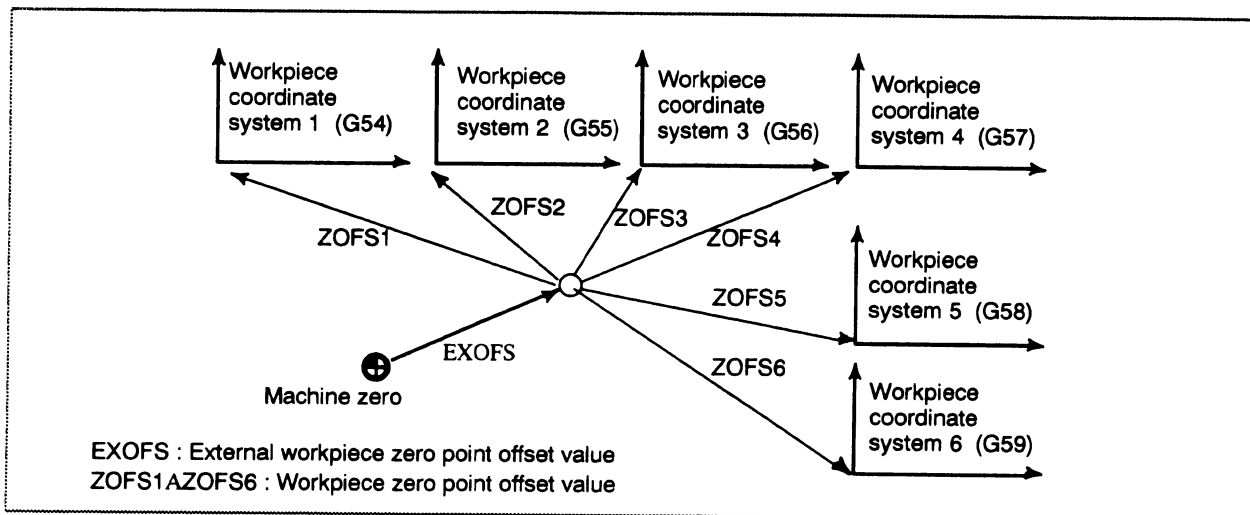 Workpiece
coordinate
system 1 (G54)
Workpiece
coordinate
system 2 (G55)
Workpiece
coordinate
system 3 (G56)
Workpiece
coordinate
system 4 (G57)
ZOFS1
ZOFS2
ZOFS3
ZOFS4
ZOFS5
Workpiece
coordinate
system 5 (G58)
EXOFS
ZOFS6
Machine zero
Workpiece
coordinate
system 6 (G59)
EXOFS : External workpiece zero point offset value
ZOFS1AZOFS6 : Workpiece zero point offset value